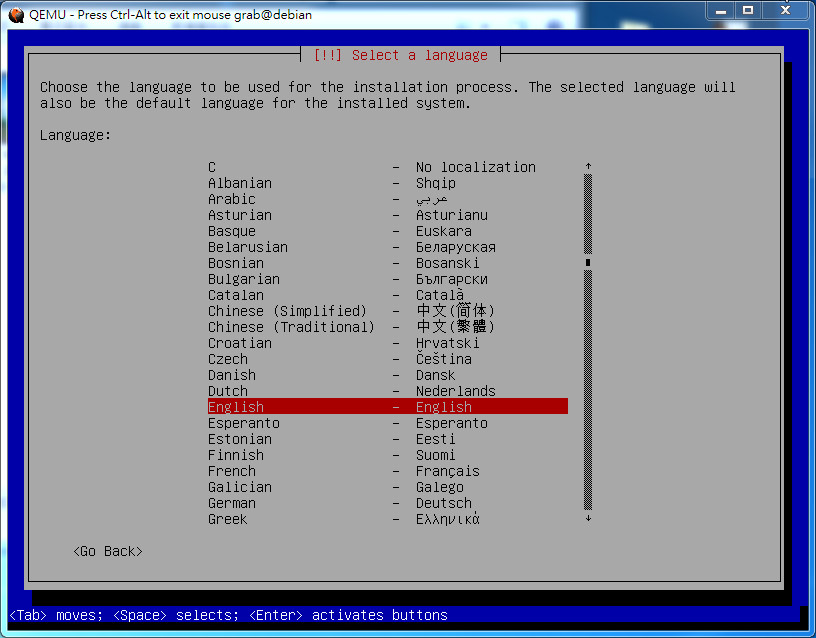 QEMU - Press Ctrl-Alt to exit mouse grab@debian
[!!] Select a language
Choose the language to be used for the installation process. The selected language will
also be the default language for the installed system.
Language:
C - No localization
Albanian - Shqip
Arabic - عربي
Asturian - Asturianu
Basque - Euskara
Belarusian - Беларуская
Bosnian - Bosanski
Bulgarian - Български
Catalan - Català
Chinese (Simplified) - 中文(简体)
Chinese (Traditional) - 中文(繁體)
Croatian - Hrvatski
Czech - Čeština
Danish - Dansk
Dutch - Nederlands
English - English
Esperanto - Esperanto
Estonian - Eesti
Finnish - Suomi
French - Français
Galician - Galego
German - Deutsch
Greek - Ελληνικά
<Go Back>
<Tab> moves; <Space> selects; <Enter> activates buttons